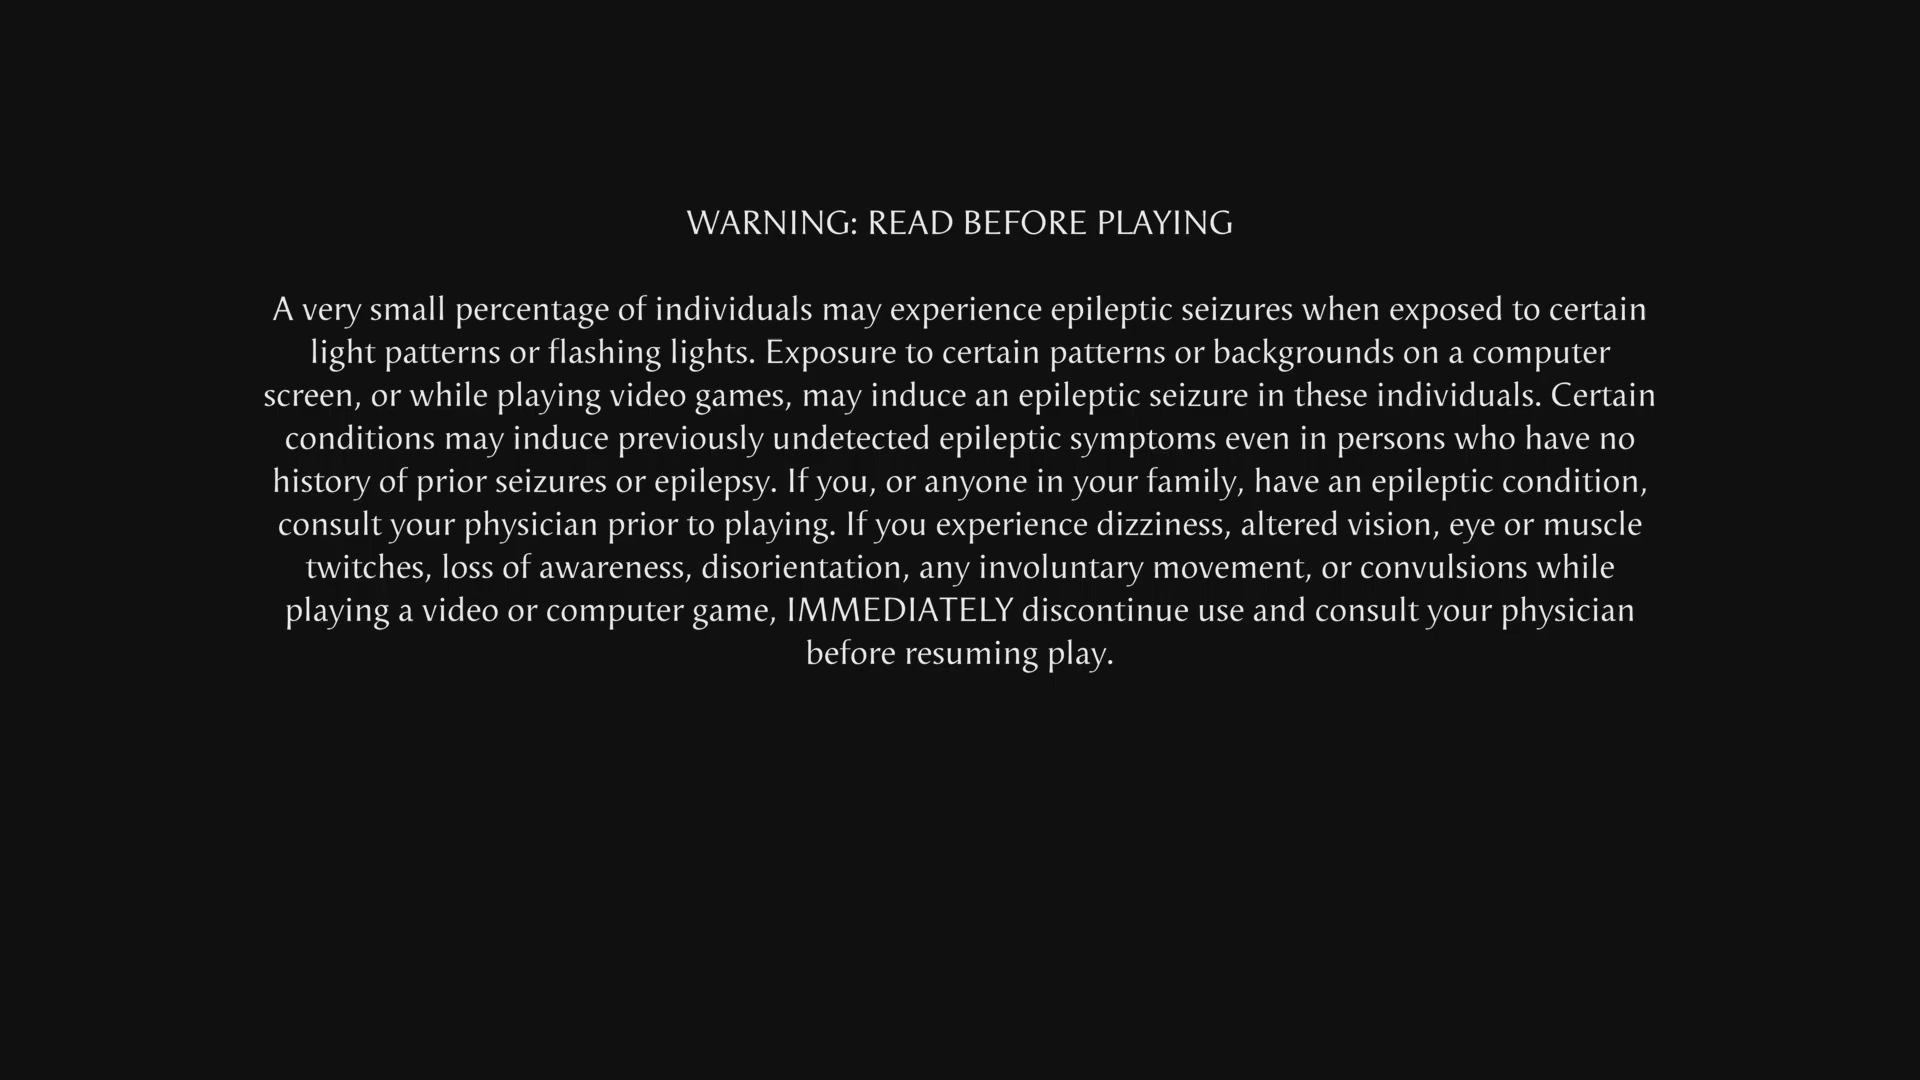 WARNING: READ BEFORE PLAYING
A very small percentage of individuals may experience epileptic seizures when exposed to certain
light patterns or flashing lights. Exposure to certain patterns or backgrounds on a computer
screen, or while playing video games, may induce an epileptic seizure in these individuals. Certain
conditions may induce previously undetected epileptic symptoms even in persons who have no
history of prior seizures or epilepsy. If you, or anyone in your family, have an epileptic condition,
consult your physician prior to playing. If you experience dizziness, altered vision, eye or muscle
twitches, loss of awareness, disorientation, any involuntary movement, or convulsions while
playing a video or computer game, IMMEDIATELY discontinue use and consult your physician
before resuming play.